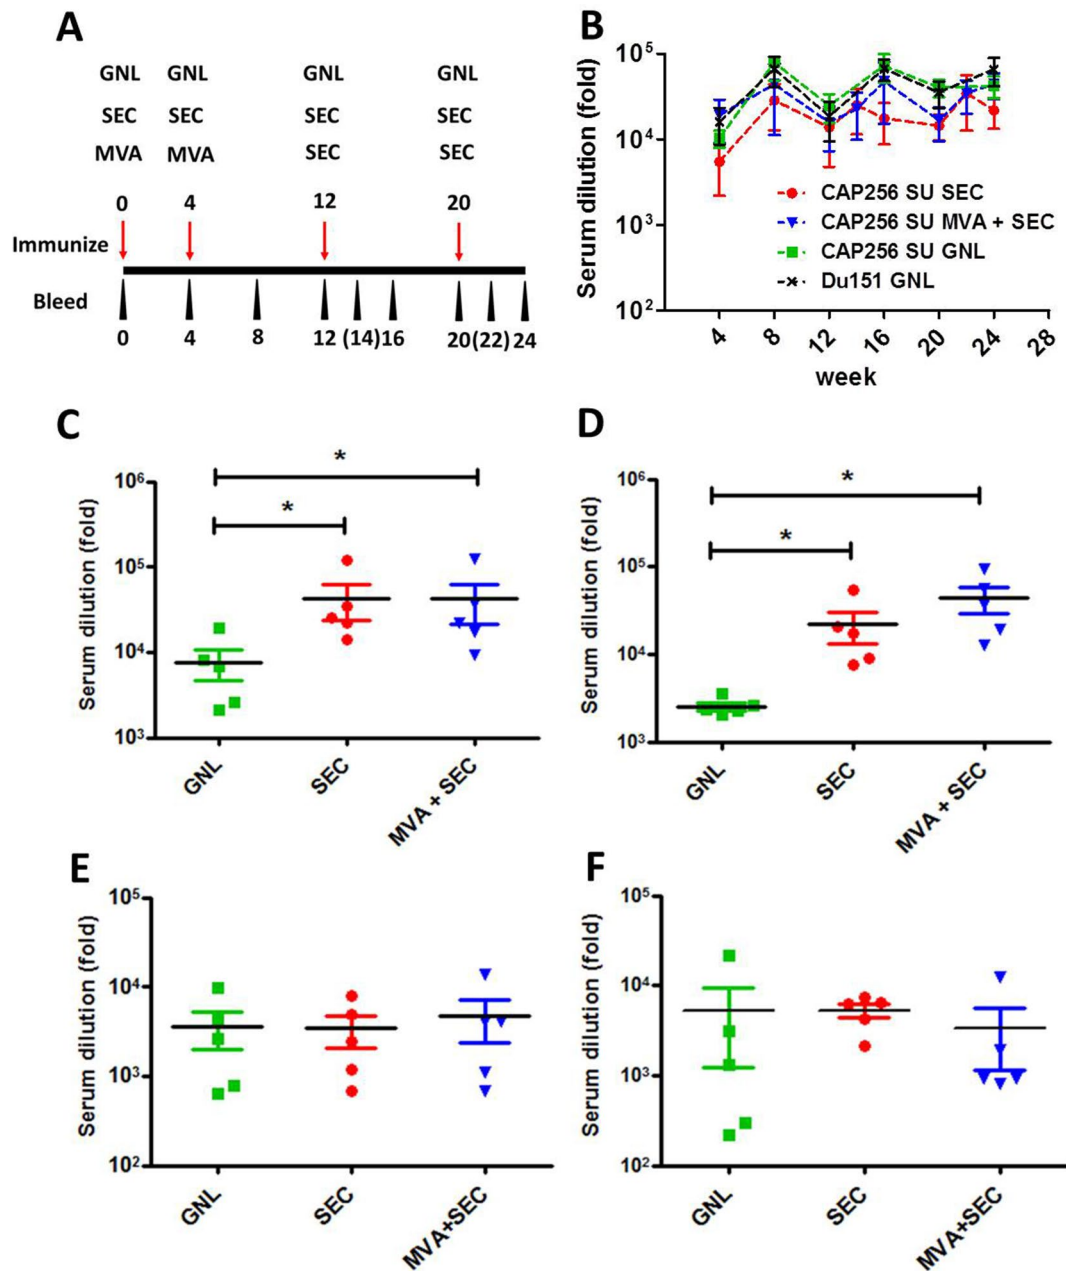 A
GNL GNL GNL GNL
SEC SEC SEC SEC
MVA MVA SEC SEC
0 4 12 20
Immunize
Bleed
0 4 8 12 (14) 16 20 (22) 24
B
Serum dilution (fold)
10⁵
10⁴
10³
10²
CAP256 SU SEC
CAP256 SU MVA + SEC
CAP256 SU GNL
Du151 GNL
4 8 12 16 20 24 28
week
C
Serum dilution (fold)
10⁶
10⁵
10⁴
10³
*
*
GNL SEC MVA + SEC
D
Serum dilution (fold)
10⁶
10⁵
10⁴
10³
*
*
GNL SEC MVA + SEC
E
Serum dilution (fold)
10⁵
10⁴
10³
10²
GNL SEC MVA+SEC
F
Serum dilution (fold)
10⁵
10⁴
10³
10²
GNL SEC MVA+SEC